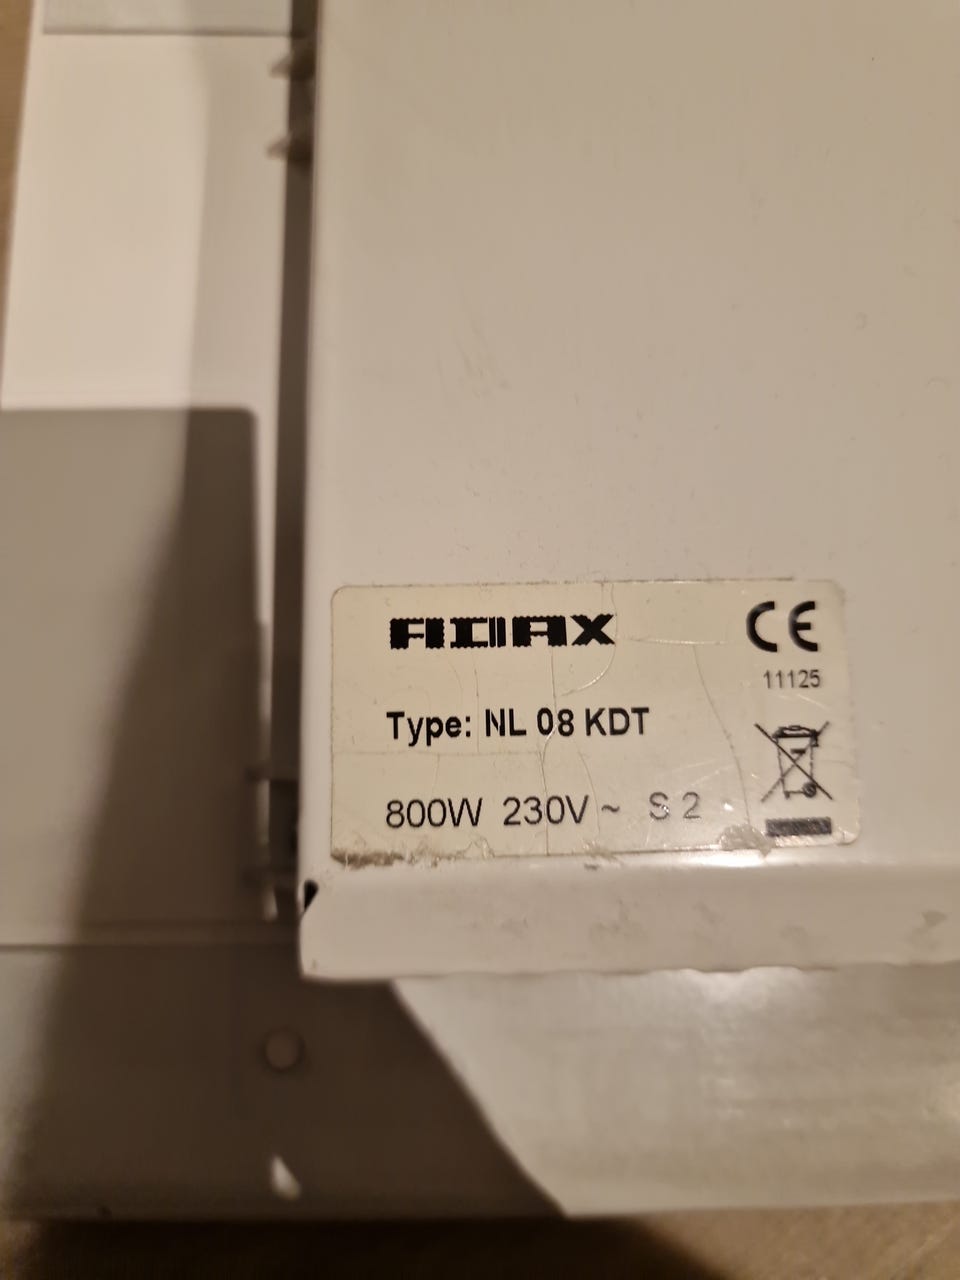 ADAX
CE
11125
Type: NL 08 KDT
800W 230V ~ S 2